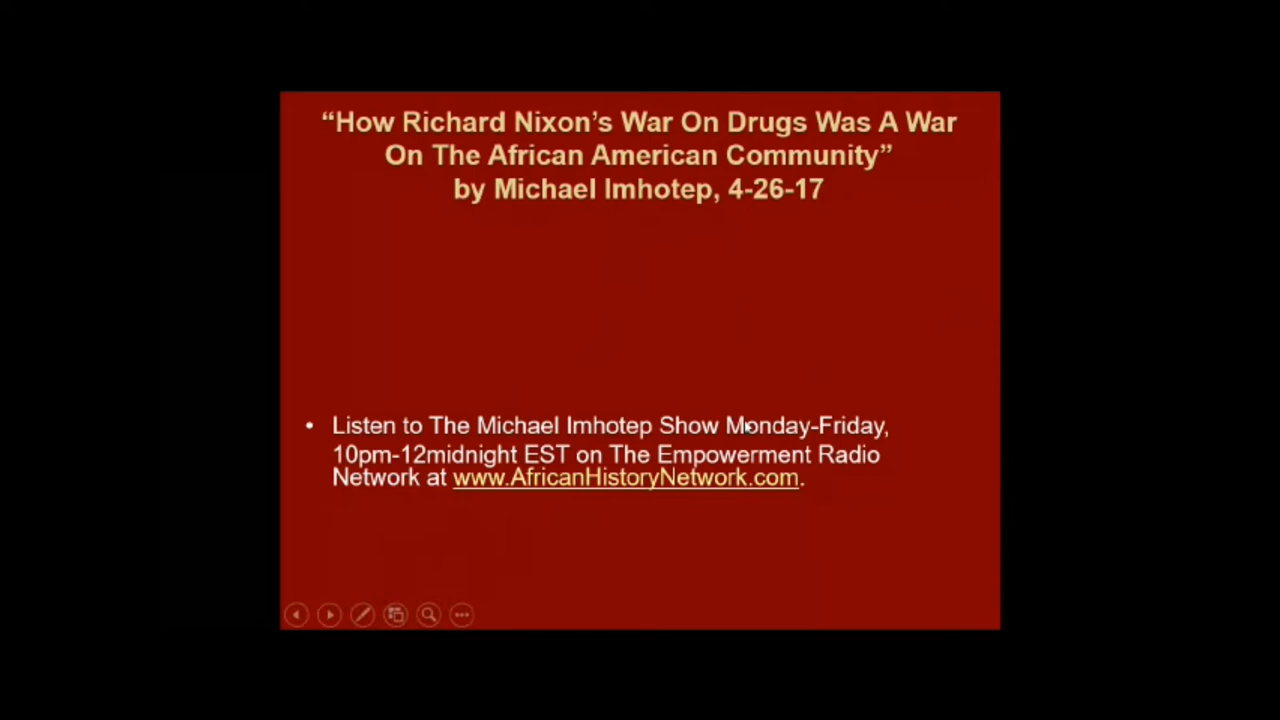 “How Richard Nixon’s War On Drugs Was A War
On The African American Community”
by Michael Imhotep, 4-26-17
• Listen to The Michael Imhotep Show Monday-Friday,
10pm-12midnight EST on The Empowerment Radio
Network at www.AfricanHistoryNetwork.com.